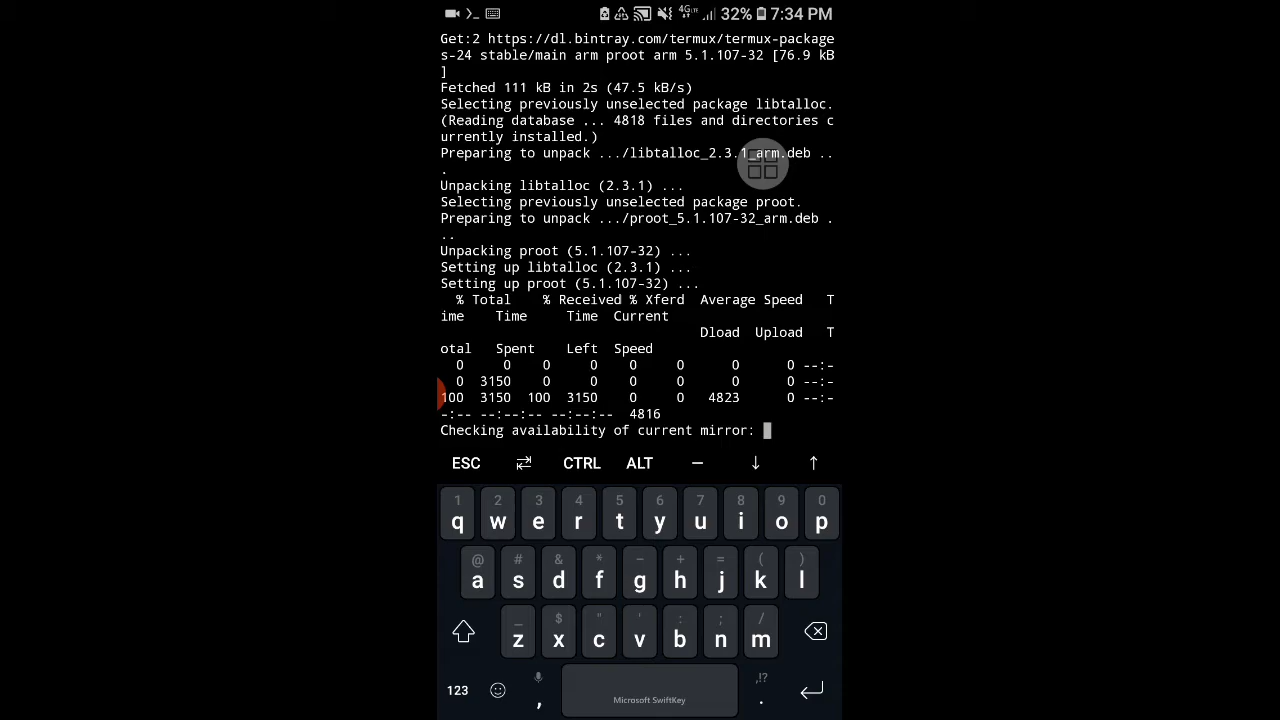 32% 7:34 PM
Get:2 https://dl.bintray.com/termux/termux-package
s-24 stable/main arm proot arm 5.1.107-32 [76.9 kB
]
Fetched 111 kB in 2s (47.5 kB/s)
Selecting previously unselected package libtalloc.
(Reading database ... 4818 files and directories c
urrently installed.)
Preparing to unpack .../libtalloc_2.3.1_arm.deb ..
.
Unpacking libtalloc (2.3.1) ...
Selecting previously unselected package proot.
Preparing to unpack .../proot_5.1.107-32_arm.deb .
..
Unpacking proot (5.1.107-32) ...
Setting up libtalloc (2.3.1) ...
Setting up proot (5.1.107-32) ...
% Total % Received % Xferd Average Speed T
ime Time Time Current
Dload Upload T
otal Spent Left Speed
0 0 0 0 0 0 0 0 --:-
0 3150 0 0 0 0 0 0 --:-
100 3150 100 3150 0 0 4823 0 --:-
-:-- --:--:-- --:--:-- 4816
Checking availability of current mirror:
ESC ⇄ CTRL ALT — ↓ ↑
1 2 3 4 5 6 7 8 9 0
q w e r t y u i o p
@ # & * - + = ( )
a s d f g h j k l
_ $ " ' : ; /
z x c v b n m
,!?
123 , Microsoft SwiftKey .